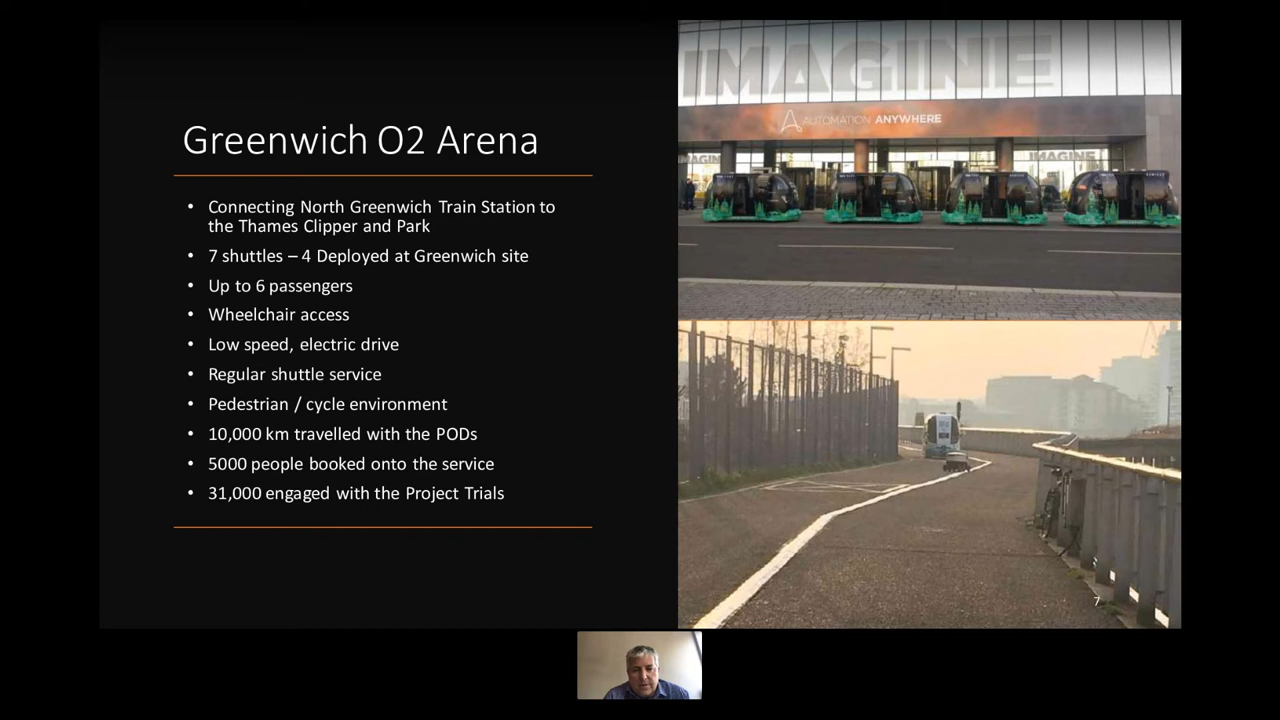 Greenwich O2 Arena
• Connecting North Greenwich Train Station to
the Thames Clipper and Park
• 7 shuttles – 4 Deployed at Greenwich site
• Up to 6 passengers
• Wheelchair access
• Low speed, electric drive
• Regular shuttle service
• Pedestrian / cycle environment
• 10,000 km travelled with the PODs
• 5000 people booked onto the service
• 31,000 engaged with the Project Trials
IMAGINE
AUTOMATION ANYWHERE
IMAGIN
IMAGINE
7